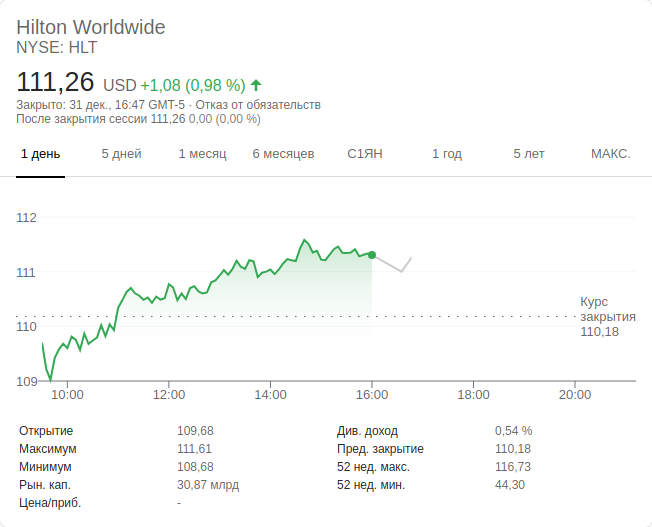 Hilton Worldwide
NYSE: HLT
111,26 USD +1,08 (0,98 %)
Закрыто: 31 дек., 16:47 GMT-5 · Отказ от обязательств
После закрытия сессии 111,26 0,00 (0,00 %)
1 день 5 дней 1 месяц 6 месяцев С1ЯН 1 год 5 лет МАКС.
112
111
110
109
Курс
закрытия
110,18
10:00 12:00 14:00 16:00 18:00 20:00
Открытие 109,68 Див. доход 0,54 %
Максимум 111,61 Пред. закрытие 110,18
Минимум 108,68 52 нед. макс. 116,73
Рын. кап. 30,87 млрд 52 нед. мин. 44,30
Цена/приб. -